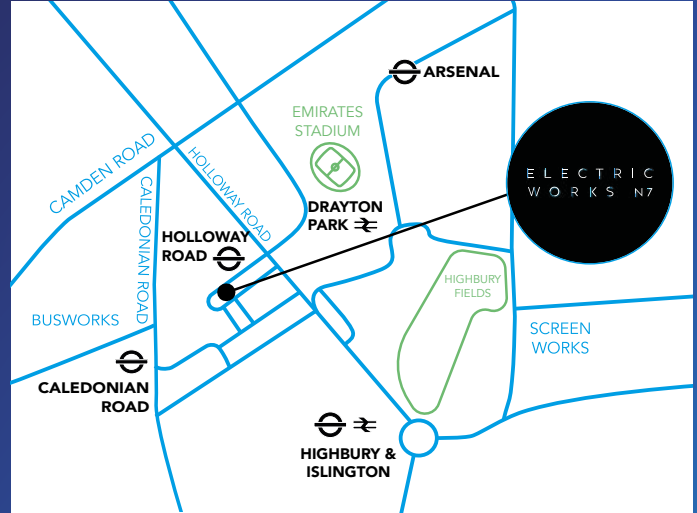 ARSENAL
EMIRATES
STADIUM
CAMDEN ROAD
HOLLOWAY ROAD
CALEDONIAN ROAD
ELECTRIC
WORKS N7
DRAYTON
PARK
HOLLOWAY
ROAD
HIGHBURY
FIELDS
BUSWORKS
SCREEN
WORKS
CALEDONIAN
ROAD
HIGHBURY &
ISLINGTON